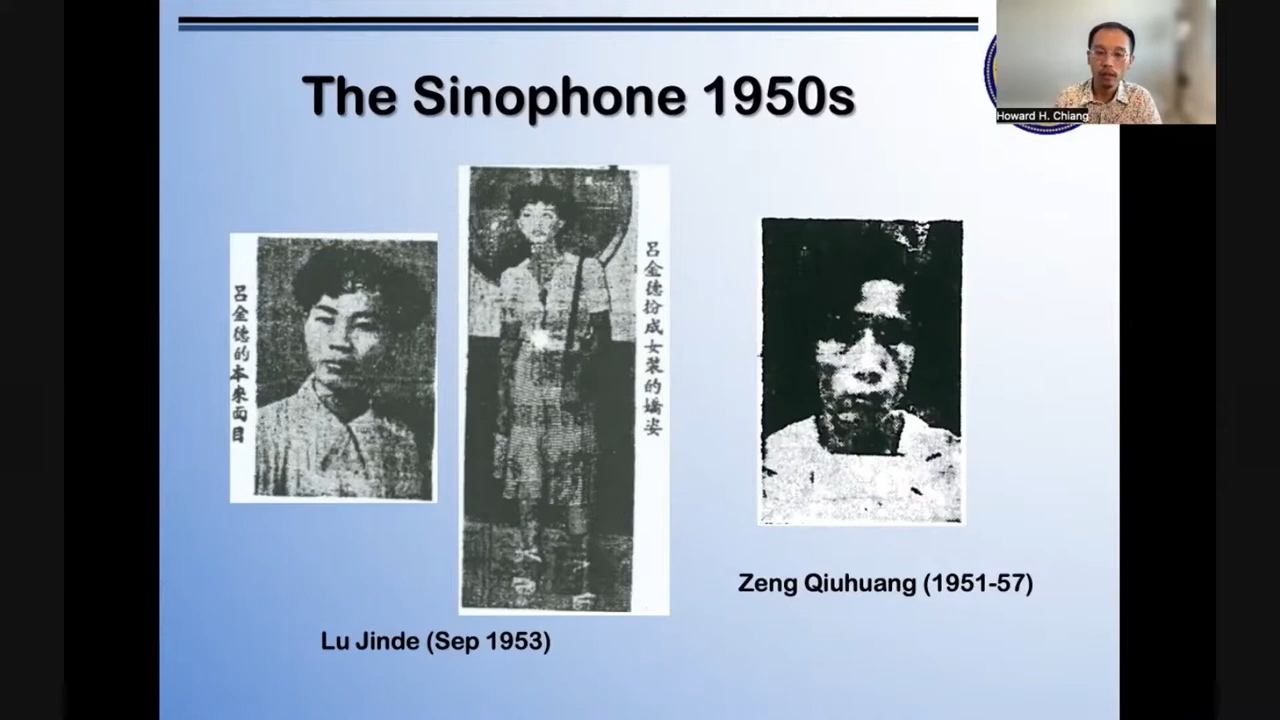 The Sinophone 1950s
Howard H. Chiang
呂金德的本來面目
呂金德扮成女裝的嬌姿
Zeng Qiuhuang (1951-57)
Lu Jinde (Sep 1953)